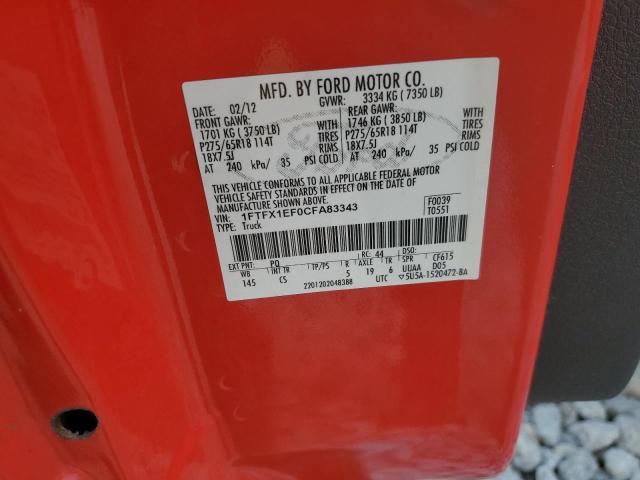 MFD. BY FORD MOTOR CO.
DATE: 02/12 GVWR: 3334 KG ( 7350 LB)
FRONT GAWR: REAR GAWR:
1701 KG ( 3750 LB) WITH 1746 KG ( 3850 LB) WITH
P275/65R18 114T TIRES P275/65R18 114T TIRES
18X7.5J RIMS 18X7.5J RIMS
AT 240 kPa/ 35 PSI COLD AT 240 kPa/ 35 PSI COLD
THIS VEHICLE CONFORMS TO ALL APPLICABLE FEDERAL MOTOR
VEHICLE SAFETY STANDARDS IN EFFECT ON THE DATE OF
MANUFACTURE SHOWN ABOVE.
VIN: 1FTFX1EF0CFA83343 F0039
TYPE: Truck T0551
EXT PNT: PQ RC: 44 DSO:
WB INT TR TP/PS R AXLE TR SPR CF615
145 CS 5 19 6 UUAA D05
2201202048388 UTC ▽5U5A-1520472-BA